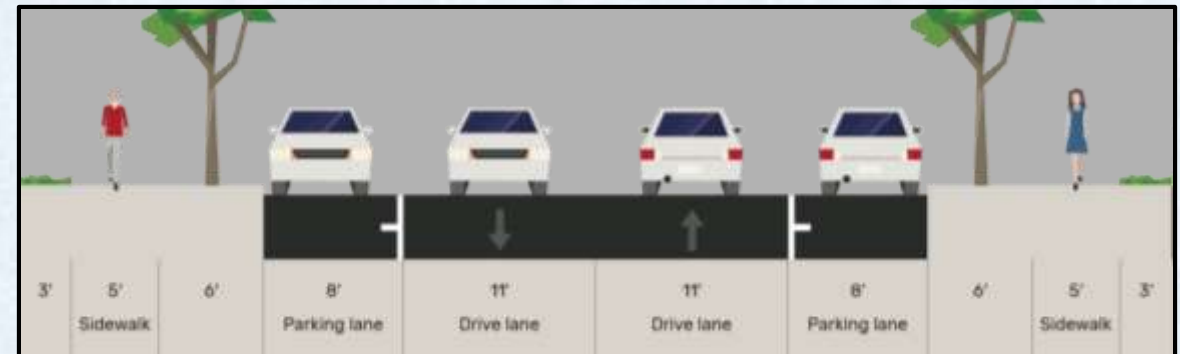 3' 5' 6' 8' 11' 11' 8' 6' 5' 3'
Sidewalk Parking lane Drive lane Drive lane Parking lane Sidewalk